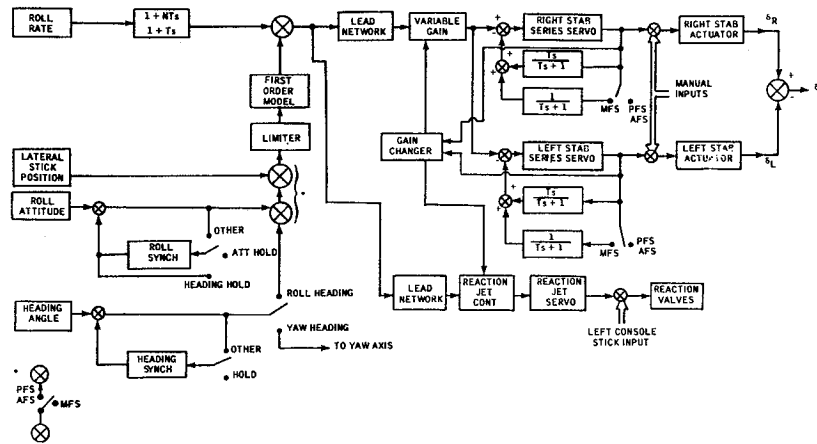 ROLL
RATE
1 + NTs
1 + Ts
LEAD
NETWORK
VARIABLE
GAIN
RIGHT STAB
SERIES SERVO
RIGHT STAB
ACTUATOR
δR
+
-
+
+
Ts
Ts + 1
1
Ts + 1
MFS
PFS
AFS
MANUAL
INPUTS
+
-
δ
FIRST
ORDER
MODEL
LIMITER
GAIN
CHANGER
LEFT STAB
SERIES SERVO
LEFT STAB
ACTUATOR
δL
-
+
+
Ts
Ts + 1
1
Ts + 1
MFS
PFS
AFS
LATERAL
STICK
POSITION
*
ROLL
ATTITUDE
OTHER
ROLL
SYNCH
ATT HOLD
HEADING HOLD
ROLL HEADING
LEAD
NETWORK
REACTION
JET
CONT
REACTION
JET
SERVO
REACTION
VALVES
LEFT CONSOLE
STICK INPUT
HEADING
ANGLE
YAW HEADING
TO YAW AXIS
OTHER
HEADING
SYNCH
HOLD
*
PFS
AFS
MFS